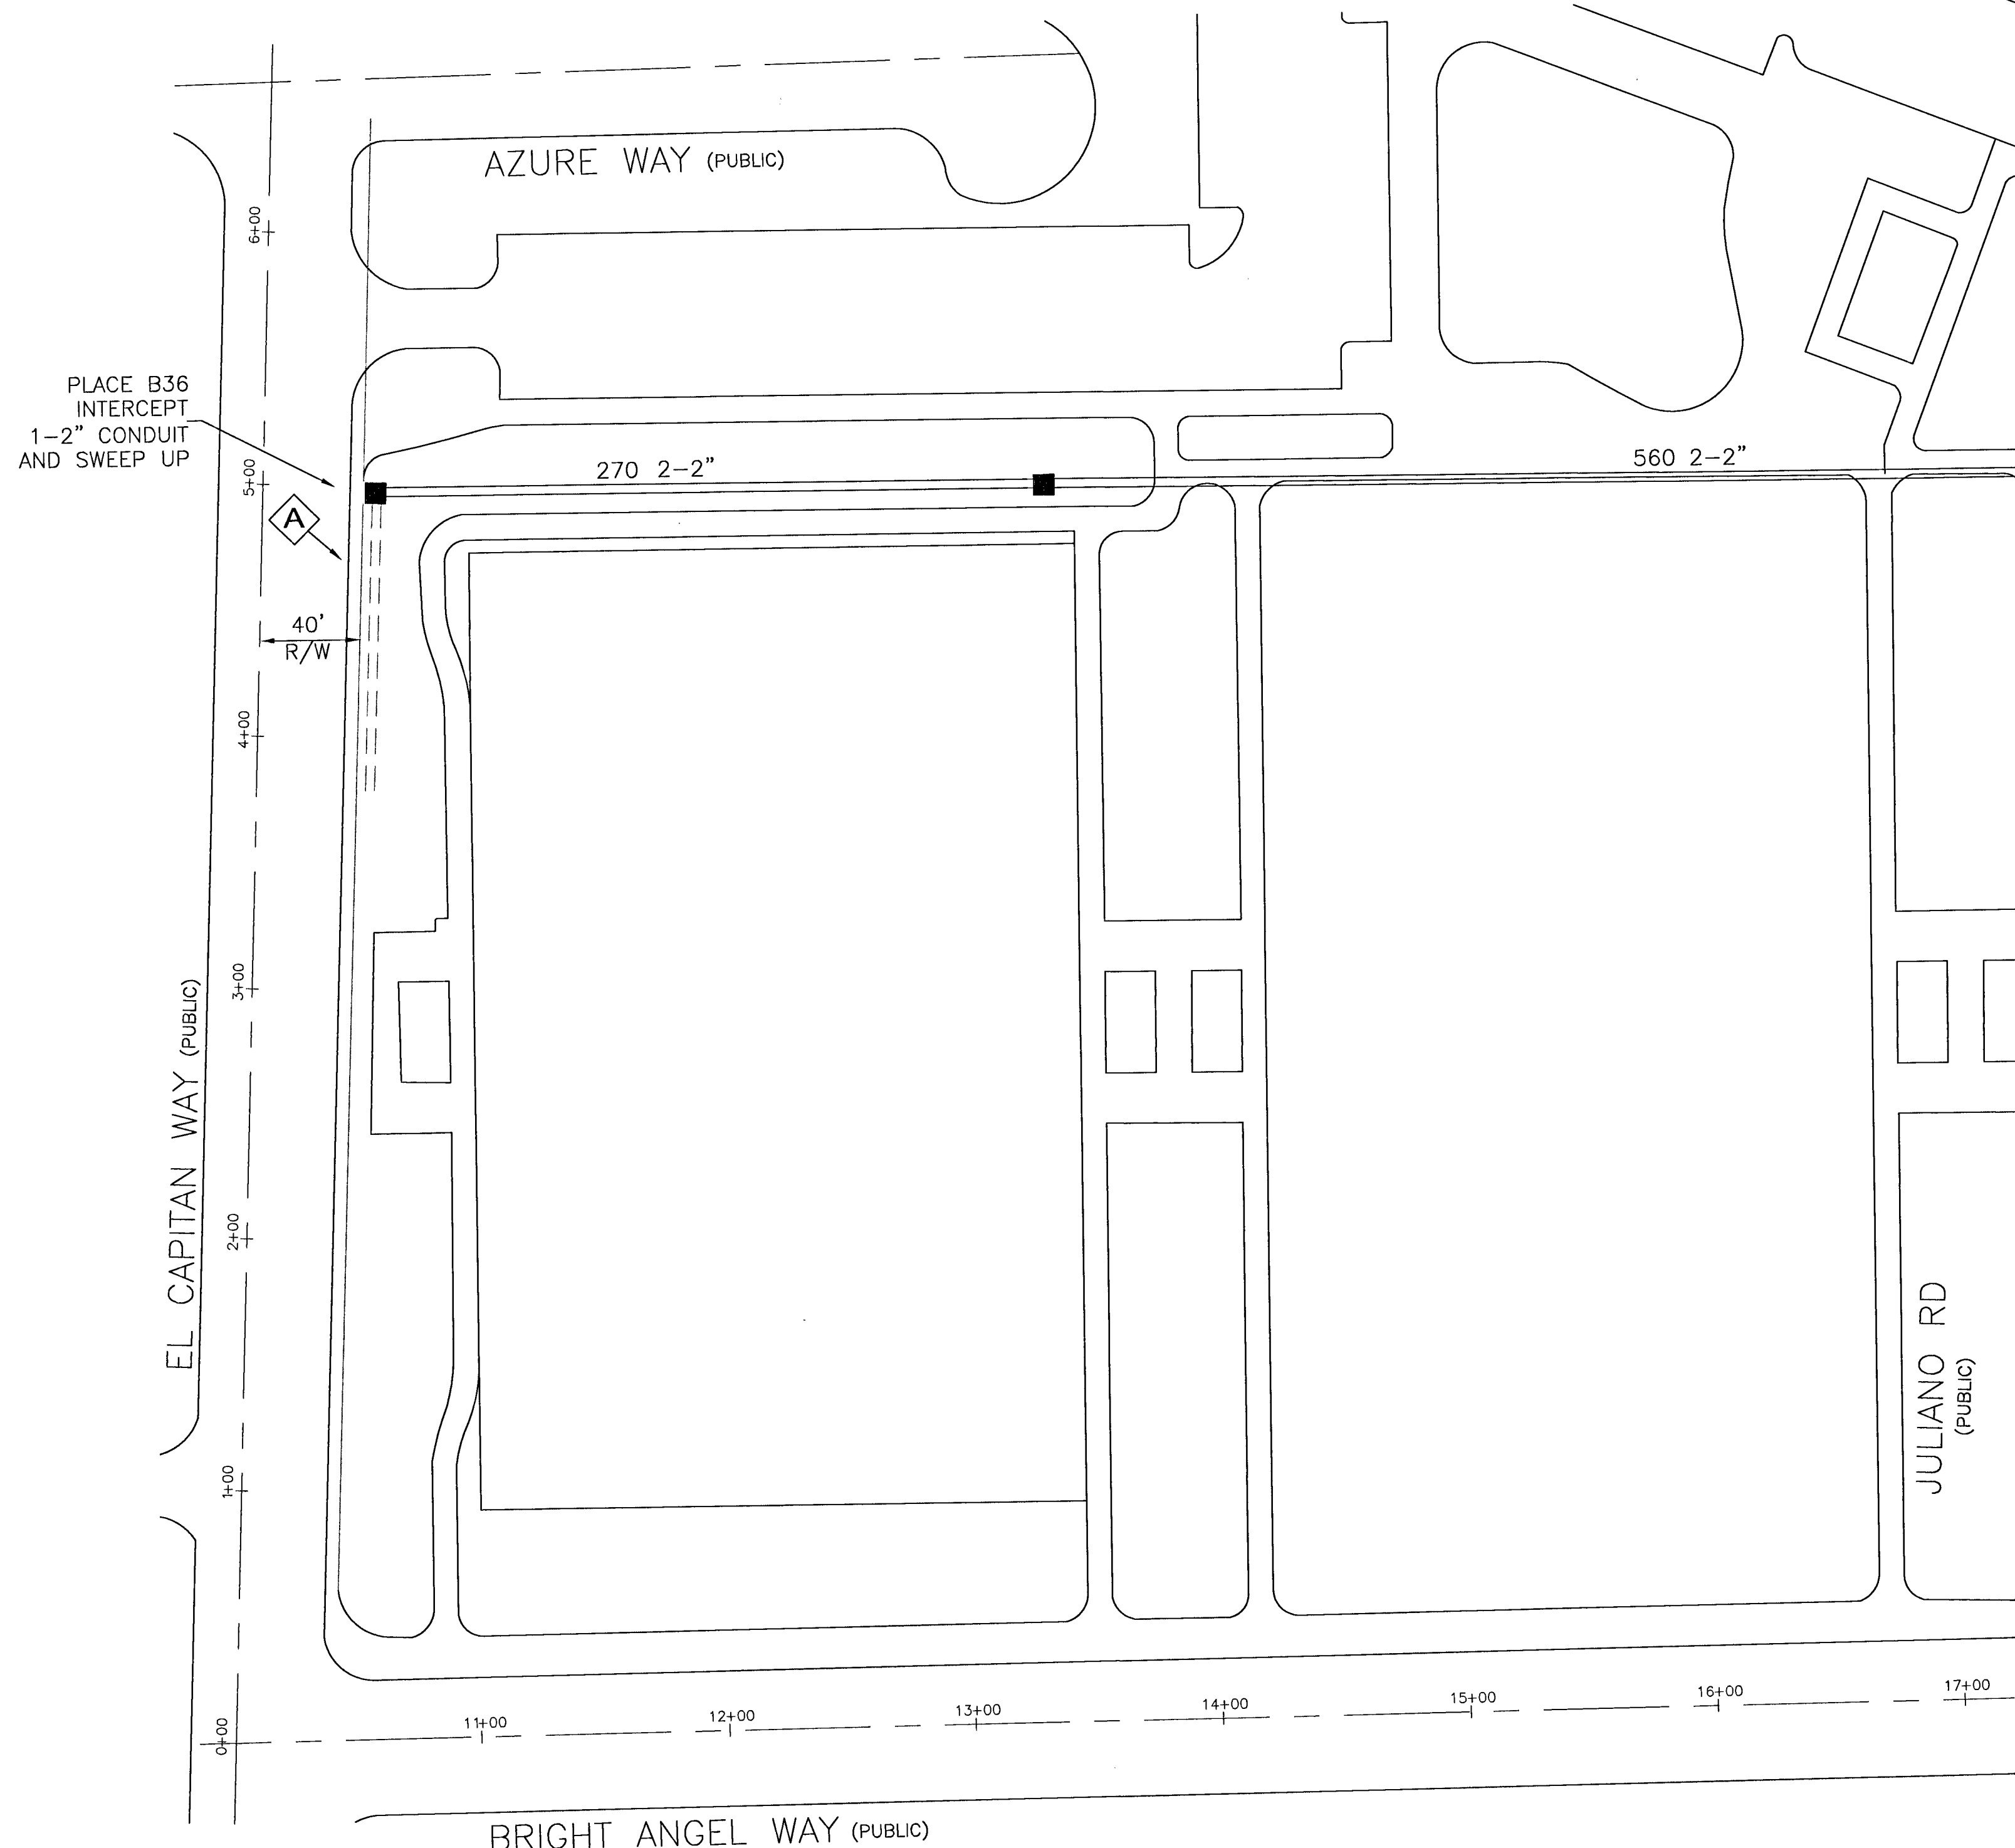 AZURE WAY (PUBLIC)
6+00
PLACE B36
INTERCEPT
1-2" CONDUIT
AND SWEEP UP
5+00
270 2-2"
560 2-2"
A
40'
R/W
4+00
3+00
EL CAPITAN WAY (PUBLIC)
2+00
1+00
JULIANO RD
(PUBLIC)
0+00
11+00
12+00
13+00
14+00
15+00
16+00
17+00
BRIGHT ANGEL WAY (PUBLIC)